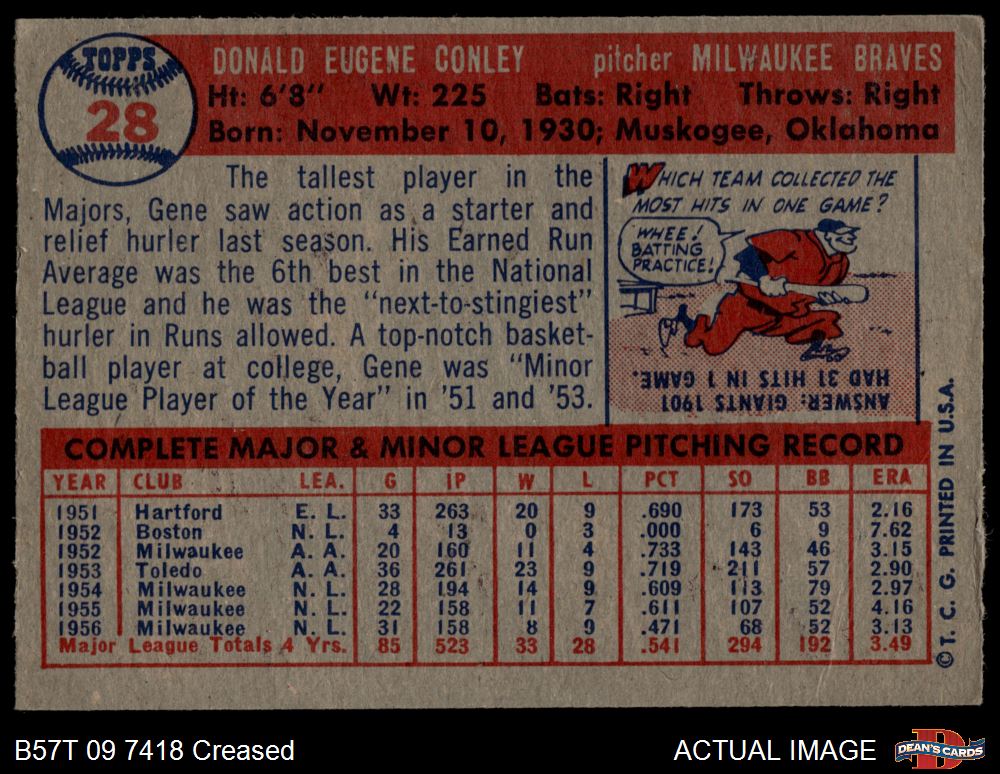 TOPPS
28
DONALD EUGENE CONLEY pitcher MILWAUKEE BRAVES
Ht: 6'8" Wt: 225 Bats: Right Throws: Right
Born: November 10, 1930; Muskogee, Oklahoma
The tallest player in the
Majors, Gene saw action as a starter and
relief hurler last season. His Earned Run
Average was the 6th best in the National
League and he was the "next-to-stingiest"
hurler in Runs allowed. A top-notch basket-
ball player at college, Gene was "Minor
League Player of the Year" in '51 and '53.
WHICH TEAM COLLECTED THE
MOST HITS IN ONE GAME?
WHEE!
BATTING
PRACTICE!
ANSWER: GIANTS 1901
HAD 31 HITS IN 1 GAME.
COMPLETE MAJOR & MINOR LEAGUE PITCHING RECORD
YEAR CLUB LEA. G IP W L PCT SO BB ERA
1951 Hartford E. L. 33 263 20 9 .690 173 53 2.16
1952 Boston N. L. 4 13 0 3 .000 6 9 7.62
1952 Milwaukee A. A. 20 160 11 4 .733 143 46 3.15
1953 Toledo A. A. 36 261 23 9 .719 211 57 2.90
1954 Milwaukee N. L. 28 194 14 9 .609 113 79 2.97
1955 Milwaukee N. L. 22 158 11 7 .611 107 52 4.16
1956 Milwaukee N. L. 31 158 8 9 .471 68 52 3.13
Major League Totals 4 Yrs. 85 523 33 28 .541 294 192 3.49
© T. C. G. PRINTED IN U.S.A.
B57T 09 7418 Creased
ACTUAL IMAGE
DEAN'S CARDS